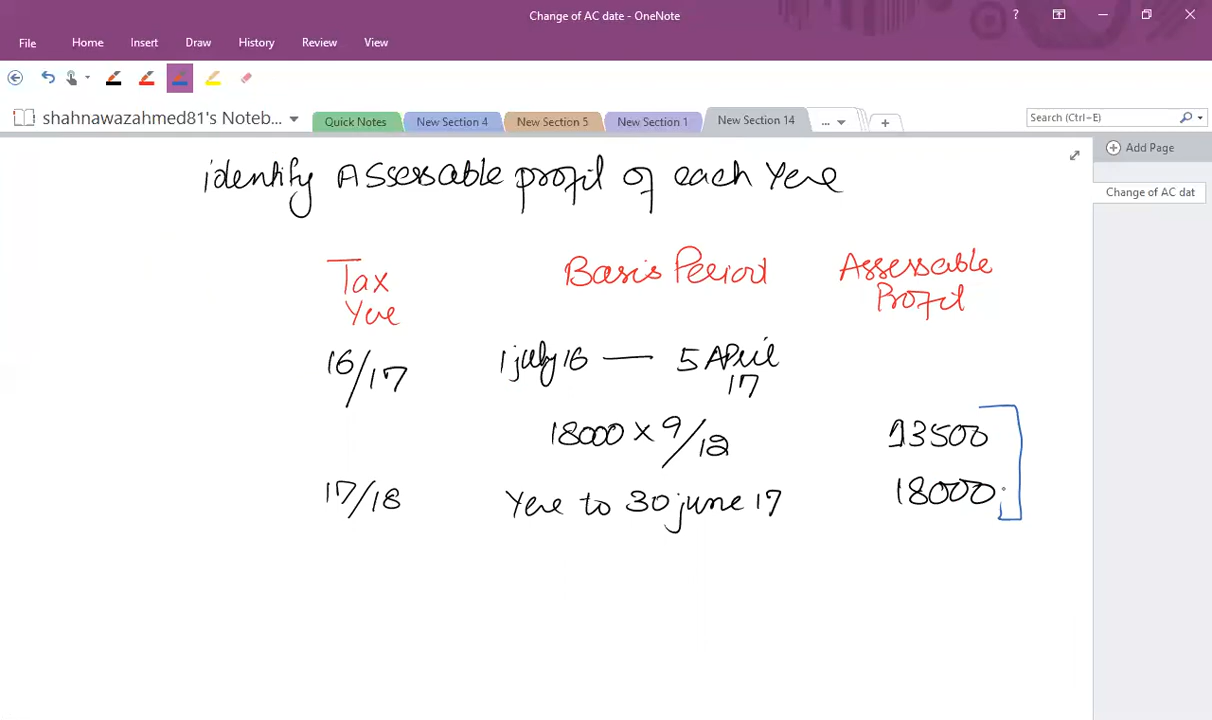 Change of AC date - OneNote
?
File Home Insert Draw History Review View
shahnawazahmed81's Noteb... Quick Notes New Section 4 New Section 5 New Section 1 New Section 14 ... + Search (Ctrl+E)
Add Page
Change of AC dat
identify Assessable profit of each Yere
Tax Yere Basis Period Assessable Profit
16/17 1 july 16 — 5 April 17
18000 × 9/12 13500
17/18 Yere to 30 june 17 18000